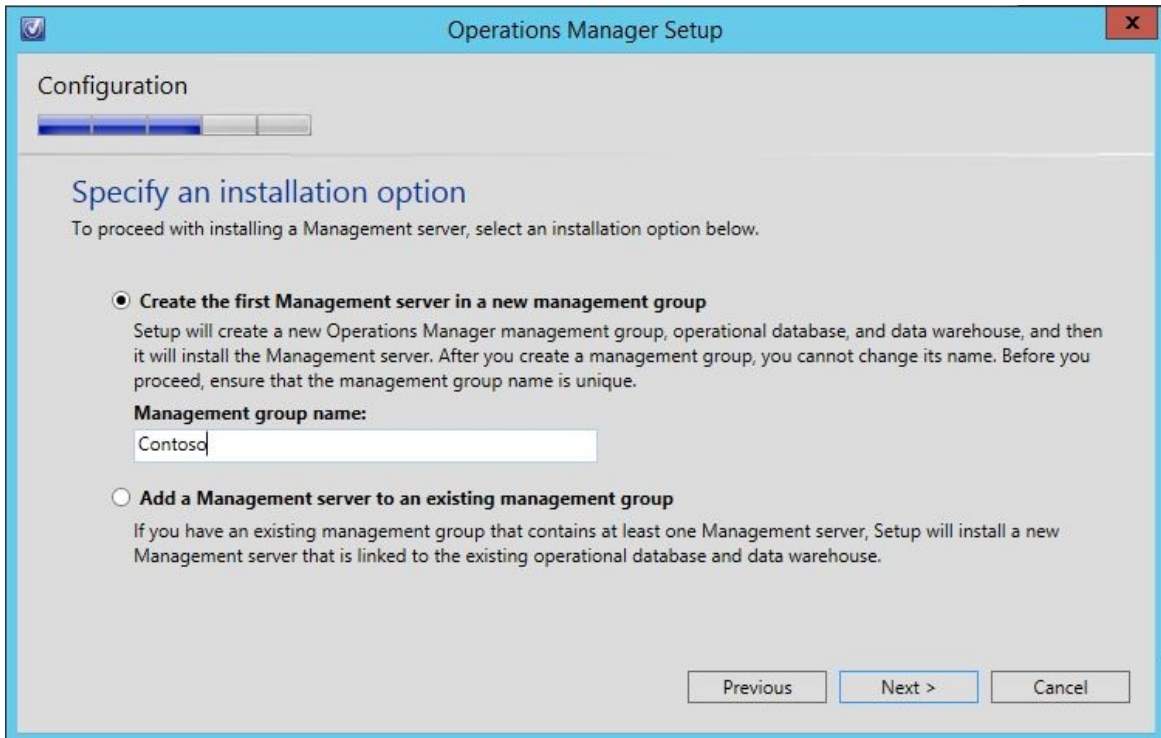 Operations Manager Setup
x
Configuration
Specify an installation option
To proceed with installing a Management server, select an installation option below.
Create the first Management server in a new management group
Setup will create a new Operations Manager management group, operational database, and data warehouse, and then
it will install the Management server. After you create a management group, you cannot change its name. Before you
proceed, ensure that the management group name is unique.
Management group name:
Contoso
Add a Management server to an existing management group
If you have an existing management group that contains at least one Management server, Setup will install a new
Management server that is linked to the existing operational database and data warehouse.
Previous Next > Cancel